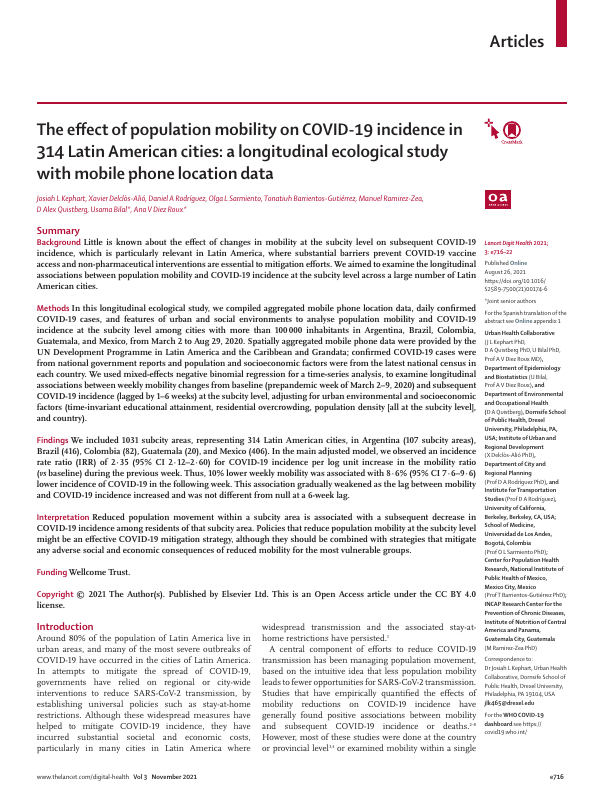 Articles
The effect of population mobility on COVID-19 incidence in
314 Latin American cities: a longitudinal ecological study
with mobile phone location data
Josiah L Kephart, Xavier Delclòs-Alió, Daniel A Rodríguez, Olga L Sarmiento, Tonatiuh Barrientos-Gutiérrez, Manuel Ramirez-Zea,
D Alex Quistberg, Usama Bilal*, Ana V Diez Roux*
Summary
Background Little is known about the effect of changes in mobility at the subcity level on subsequent COVID-19
incidence, which is particularly relevant in Latin America, where substantial barriers prevent COVID-19 vaccine
access and non-pharmaceutical interventions are essential to mitigation efforts. We aimed to examine the longitudinal
associations between population mobility and COVID-19 incidence at the subcity level across a large number of Latin
American cities.
Methods In this longitudinal ecological study, we compiled aggregated mobile phone location data, daily confirmed
COVID-19 cases, and features of urban and social environments to analyse population mobility and COVID-19
incidence at the subcity level among cities with more than 100 000 inhabitants in Argentina, Brazil, Colombia,
Guatemala, and Mexico, from March 2 to Aug 29, 2020. Spatially aggregated mobile phone data were provided by the
UN Development Programme in Latin America and the Caribbean and Grandata; confirmed COVID-19 cases were
from national government reports and population and socioeconomic factors were from the latest national census in
each country. We used mixed-effects negative binomial regression for a time-series analysis, to examine longitudinal
associations between weekly mobility changes from baseline (prepandemic week of March 2–9, 2020) and subsequent
COVID-19 incidence (lagged by 1–6 weeks) at the subcity level, adjusting for urban environmental and socioeconomic
factors (time-invariant educational attainment, residential overcrowding, population density [all at the subcity level],
and country).
Findings We included 1031 subcity areas, representing 314 Latin American cities, in Argentina (107 subcity areas),
Brazil (416), Colombia (82), Guatemala (20), and Mexico (406). In the main adjusted model, we observed an incidence
rate ratio (IRR) of 2·35 (95% CI 2·12–2·60) for COVID-19 incidence per log unit increase in the mobility ratio
(vs baseline) during the previous week. Thus, 10% lower weekly mobility was associated with 8·6% (95% CI 7·6–9·6)
lower incidence of COVID-19 in the following week. This association gradually weakened as the lag between mobility
and COVID-19 incidence increased and was not different from null at a 6-week lag.
Interpretation Reduced population movement within a subcity area is associated with a subsequent decrease in
COVID-19 incidence among residents of that subcity area. Policies that reduce population mobility at the subcity level
might be an effective COVID-19 mitigation strategy, although they should be combined with strategies that mitigate
any adverse social and economic consequences of reduced mobility for the most vulnerable groups.
Funding Wellcome Trust.
Copyright © 2021 The Author(s). Published by Elsevier Ltd. This is an Open Access article under the CC BY 4.0
license.
Introduction
Around 80% of the population of Latin America live in
urban areas, and many of the most severe outbreaks of
COVID-19 have occurred in the cities of Latin America.
In attempts to mitigate the spread of COVID-19,
governments have relied on regional or city-wide
interventions to reduce SARS-CoV-2 transmission, by
establishing universal policies such as stay-at-home
restrictions. Although these widespread measures have
helped to mitigate COVID-19 incidence, they have
incurred substantial societal and economic costs,
particularly in many cities in Latin America where
widespread transmission and the associated stay-at-
home restrictions have persisted.¹
A central component of efforts to reduce COVID-19
transmission has been managing population movement,
based on the intuitive idea that less population mobility
leads to fewer opportunities for SARS-CoV-2 transmission.
Studies that have empirically quantified the effects of
mobility reductions on COVID-19 incidence have
generally found positive associations between mobility
and subsequent COVID-19 incidence or deaths.²⁻⁸
However, most of these studies were done at the country
or provincial level³,⁴ or examined mobility within a single
CrossMark
oa
OPEN ACCESS
Lancet Digit Health 2021;
3: e716–22
Published Online
August 26, 2021
https://doi.org/10.1016/
S2589-7500(21)00174-6
*Joint senior authors
For the Spanish translation of the
abstract see Online appendix 1
Urban Health Collaborative
(J L Kephart PhD,
D A Quistberg PhD, U Bilal PhD,
Prof A V Diez Roux MD),
Department of Epidemiology
and Biostatistics (U Bilal,
Prof A V Diez Roux), and
Department of Environmental
and Occupational Health
(D A Quistberg), Dornsife School
of Public Health, Drexel
University, Philadelphia, PA,
USA; Institute of Urban and
Regional Development
(X Delclòs-Alió PhD),
Department of City and
Regional Planning
(Prof D A Rodríguez PhD), and
Institute for Transportation
Studies (Prof D A Rodríguez),
University of California,
Berkeley, Berkeley, CA, USA;
School of Medicine,
Universidad de Los Andes,
Bogotá, Colombia
(Prof O L Sarmiento PhD);
Center for Population Health
Research, National Institute of
Public Health of Mexico,
Mexico City, Mexico
(Prof T Barrientos-Gutiérrez PhD);
INCAP Research Center for the
Prevention of Chronic Diseases,
Institute of Nutrition of Central
America and Panama,
Guatemala City, Guatemala
(M Ramirez-Zea PhD)
Correspondence to:
Dr Josiah L Kephart, Urban Health
Collaborative, Dornsife School of
Public Health, Drexel University,
Philadelphia, PA 19104, USA
jlk465@drexel.edu
For the WHO COVID-19
dashboard see https://
covid19.who.int/
www.thelancet.com/digital-health Vol 3 November 2021
e716